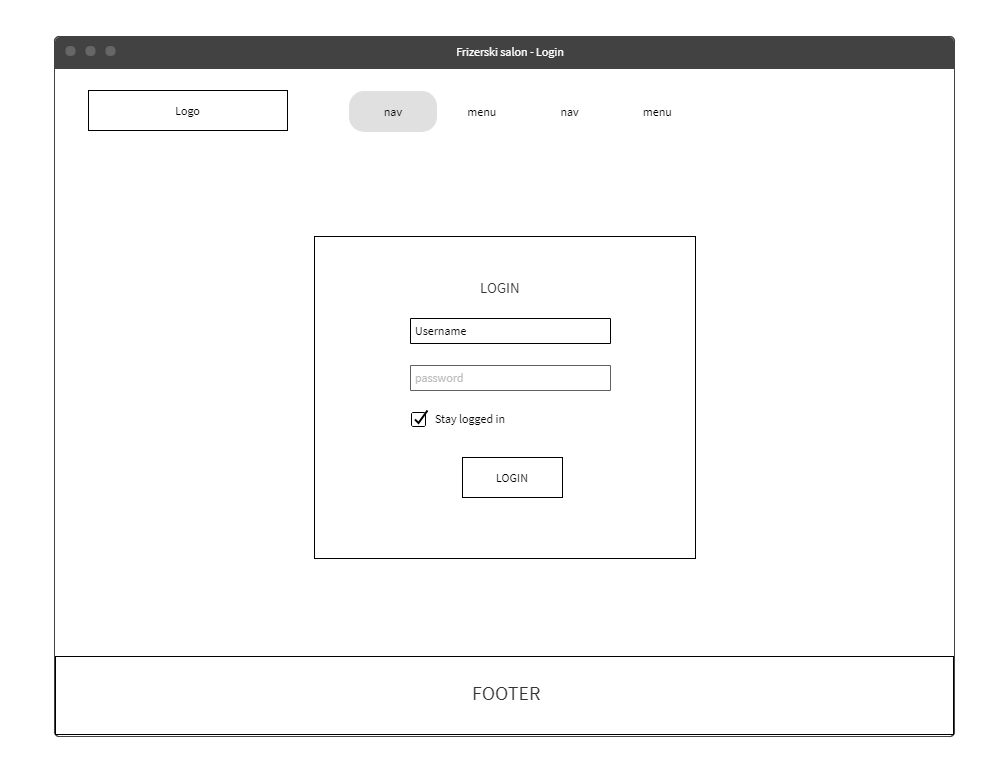 Frizerski salon - Login
Logo
nav menu nav menu
LOGIN
Username
password
Stay logged in
LOGIN
FOOTER